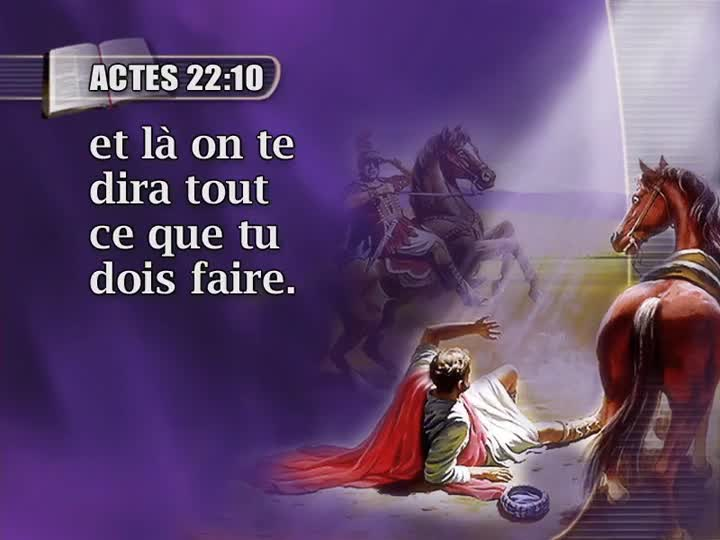 ACTES 22:10
et là on te
dira tout
ce que tu
dois faire.